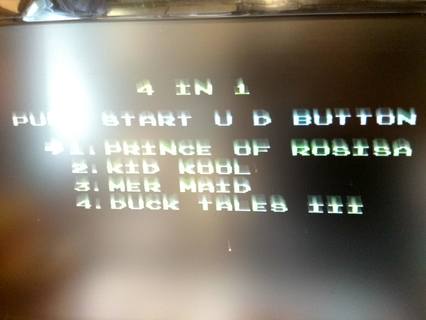 4 IN 1
START U D BUTTON
1. PRINCE OF ROSISA
2. KID KOOL
3. MER MAID
4. DUCK TALES III